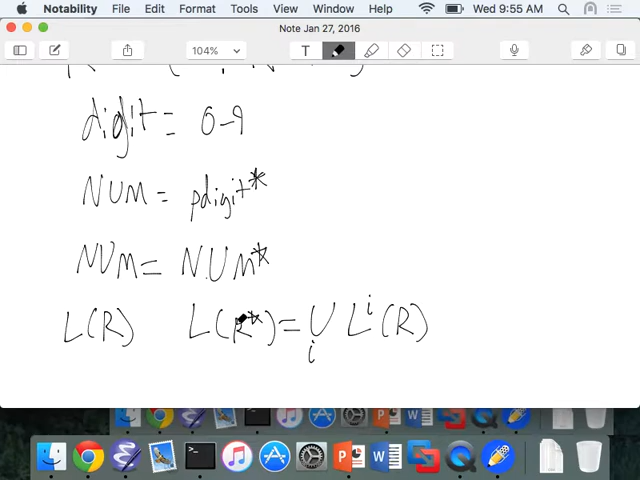 Notability File Edit Format Tools Window Help Wed 9:55 AM
Note Jan 27, 2016
104% T
digit = 0-9
NUM = pdigit*
NUM = NUM*
L(R) L(R*) = ∪ Lⁱ(R)
i